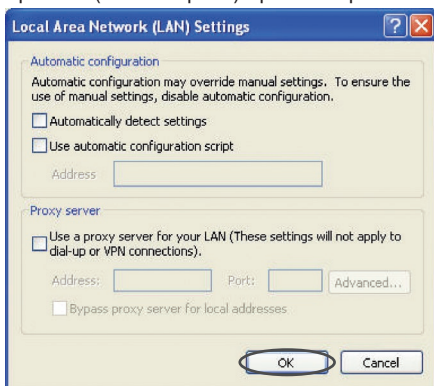 Local Area Network (LAN) Settings
Automatic configuration
Automatic configuration may override manual settings. To ensure the
use of manual settings, disable automatic configuration.
Automatically detect settings
Use automatic configuration script
Address
Proxy server
Use a proxy server for your LAN (These settings will not apply to
dial-up or VPN connections).
Address: Port: Advanced...
Bypass proxy server for local addresses
OK Cancel